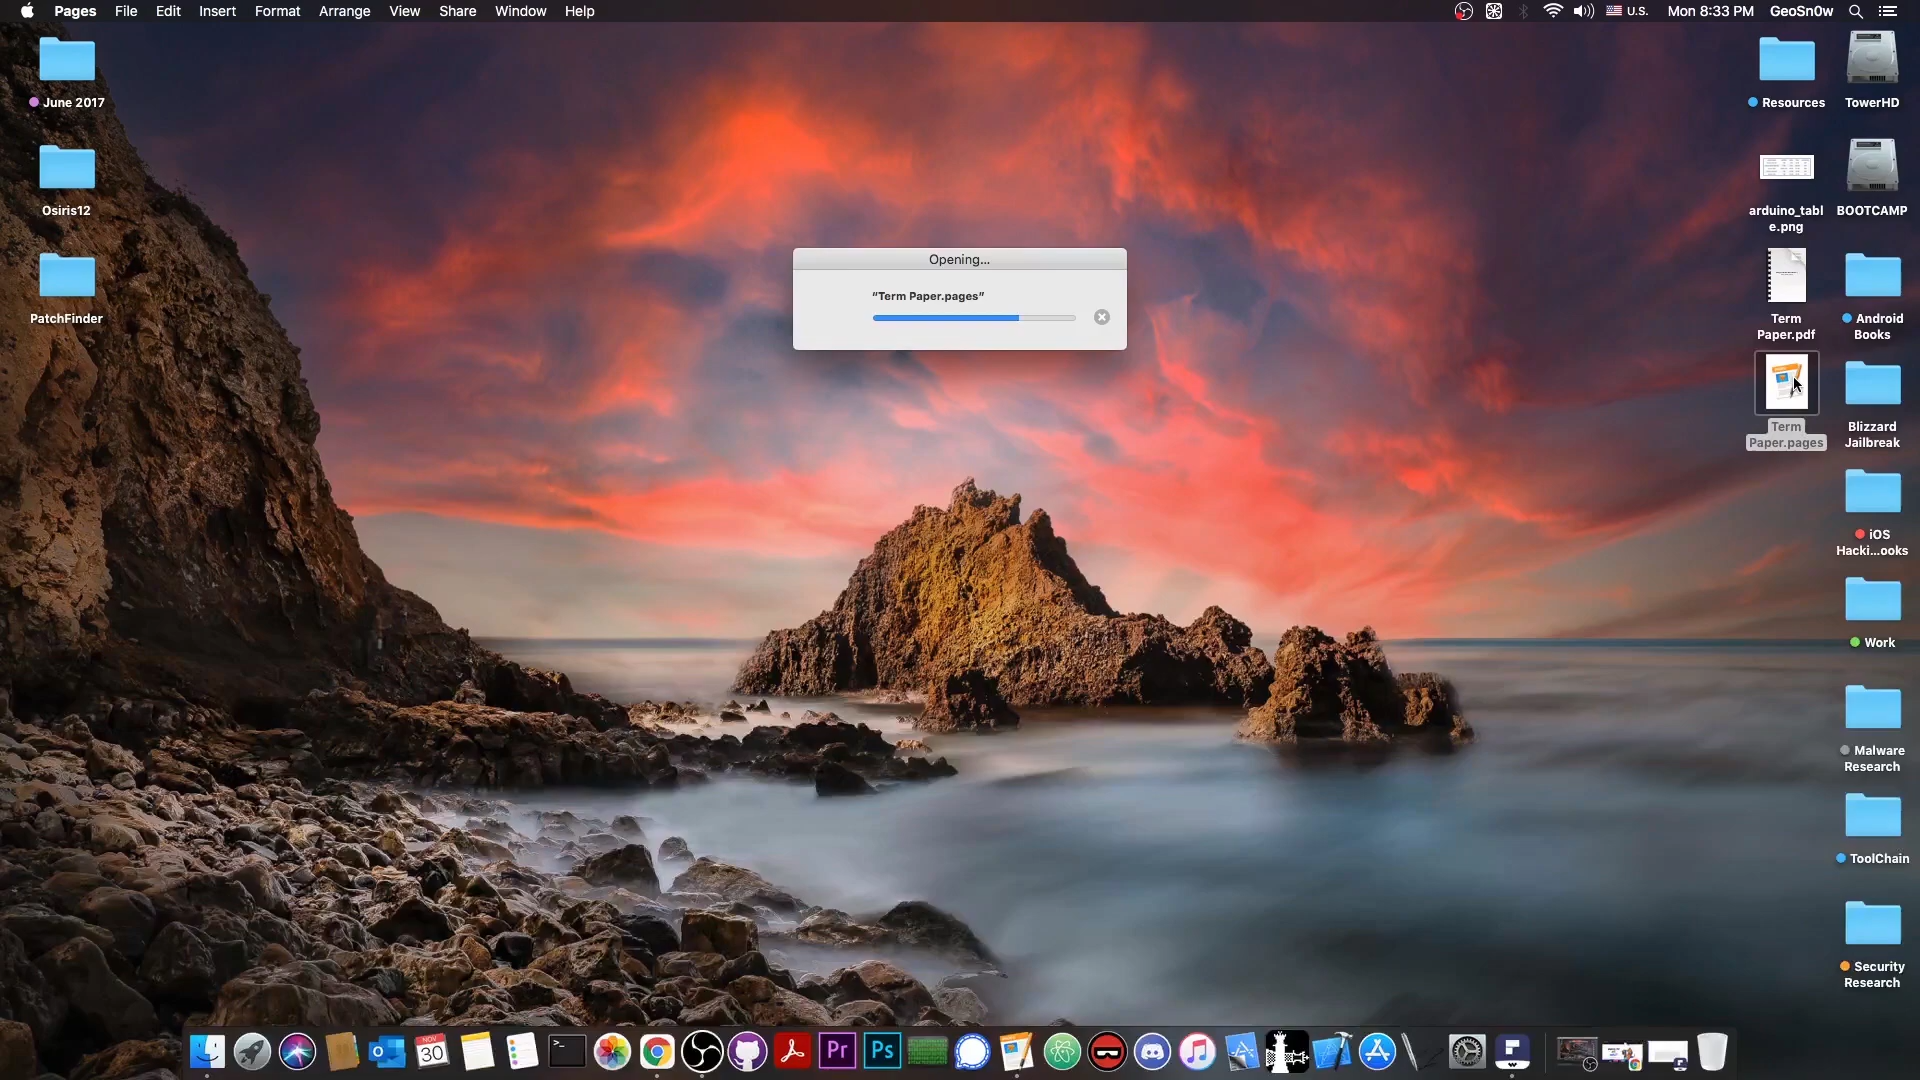 Pages File Edit Insert Format Arrange View Share Window Help U.S. Mon 8:33 PM GeoSn0w
June 2017
Osiris12
PatchFinder
Opening...
“Term Paper.pages”
Resources
TowerHD
arduino_tabl
e.png
BOOTCAMP
Term
Paper.pdf
Android
Books
Term
Paper.pages
Blizzard
Jailbreak
iOS
Hacki...ooks
Work
Malware
Research
ToolChain
Security
Research
NOV
30
Pr
Ps